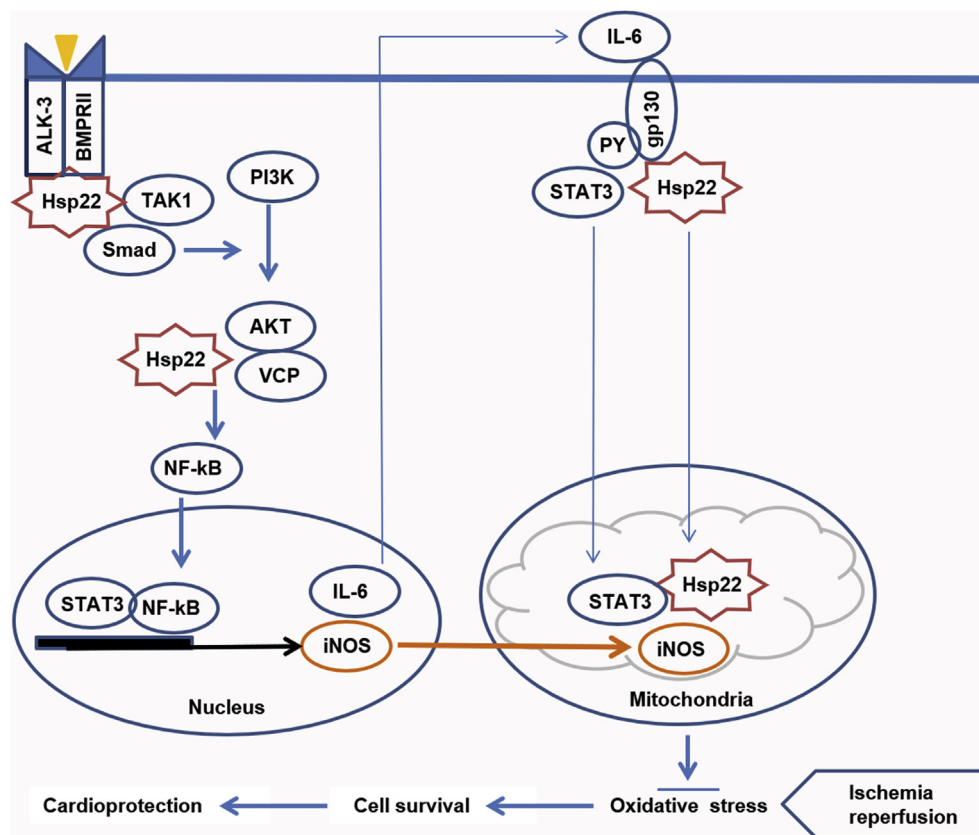 IL-6
ALK-3
BMPRII
gp130
PY
PI3K
Hsp22
TAK1
STAT3
Hsp22
Smad
AKT
Hsp22
VCP
NF-kB
STAT3
NF-kB
IL-6
iNOS
Nucleus
Hsp22
STAT3
iNOS
Mitochondria
Cardioprotection
Cell survival
Oxidative stress
Ischemia
reperfusion